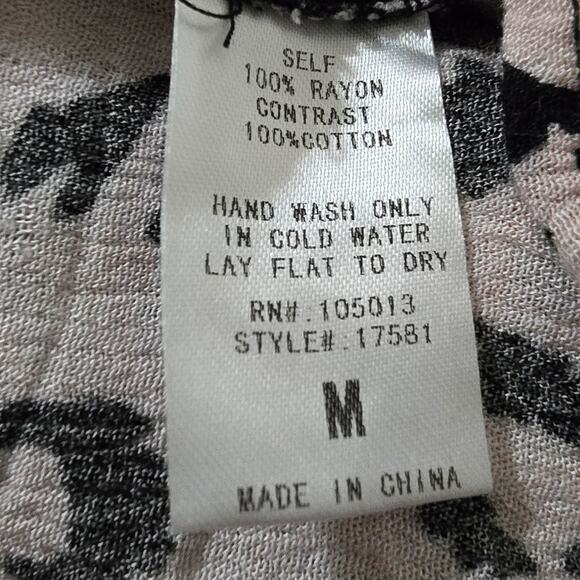 SELF
100% RAYON
CONTRAST
100%COTTON
HAND WASH ONLY
IN COLD WATER
LAY FLAT TO DRY
RN#:105013
STYLE#:17581
M
MADE IN CHINA